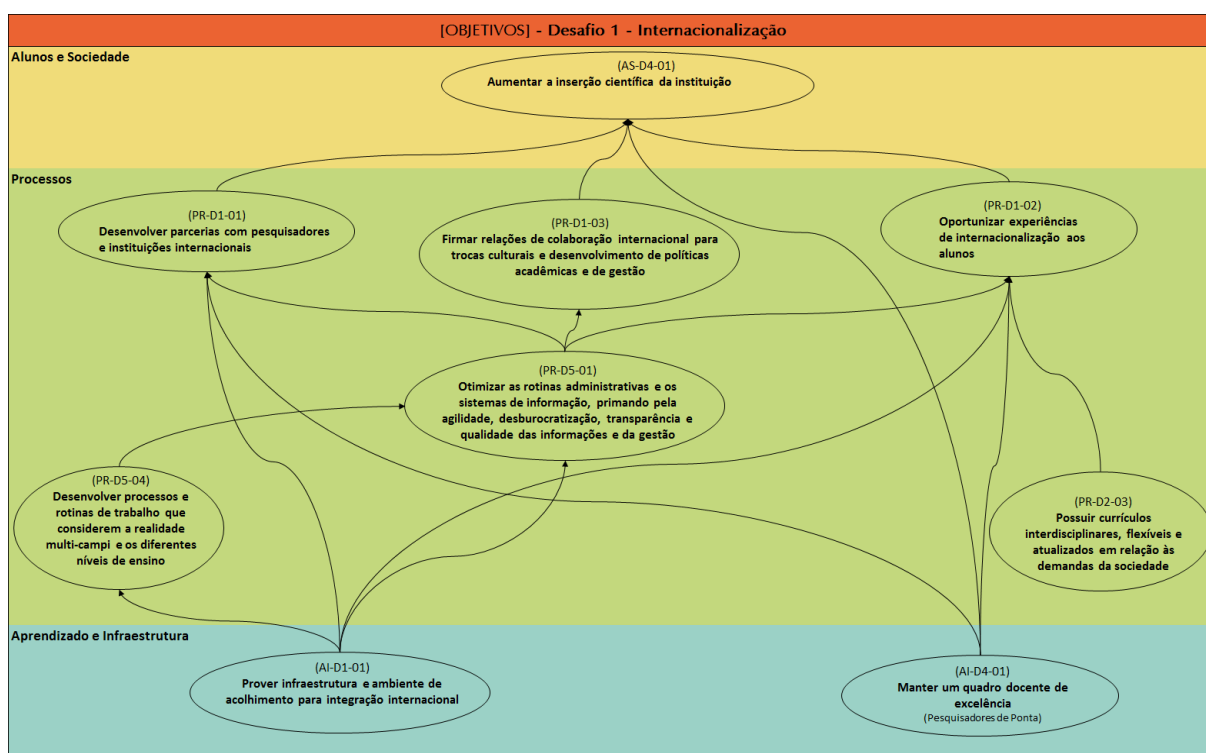 [OBJETIVOS] - Desafio 1 - Internacionalização
Alunos e Sociedade
(AS-D4-01)
Aumentar a inserção científica da instituição
Processos
(PR-D1-01)
Desenvolver parcerias com pesquisadores
e instituições internacionais
(PR-D1-03)
Firmar relações de colaboração internacional para
trocas culturais e desenvolvimento de políticas
acadêmicas e de gestão
(PR-D1-02)
Oportunizar experiências
de internacionalização aos
alunos
(PR-D5-01)
Otimizar as rotinas administrativas e os
sistemas de informação, primando pela
agilidade, desburocratização, transparência e
qualidade das informações e da gestão
(PR-D5-04)
Desenvolver processos e
rotinas de trabalho que
considerem a realidade
multi-campi e os diferentes
níveis de ensino
(PR-D2-03)
Possuir currículos
interdisciplinares, flexíveis e
atualizados em relação às
demandas da sociedade
Aprendizado e Infraestrutura
(AI-D1-01)
Prover infraestrutura e ambiente de
acolhimento para integração internacional
(AI-D4-01)
Manter um quadro docente de
excelência
(Pesquisadores de Ponta)